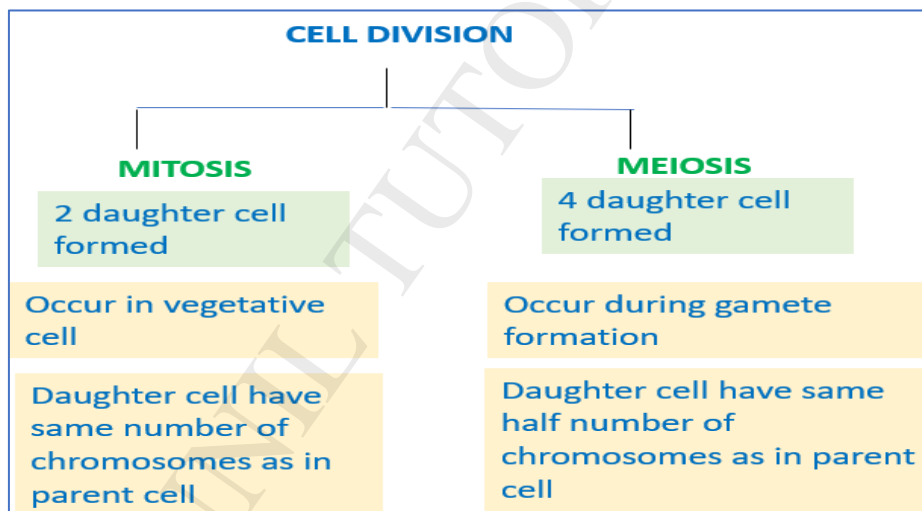 CELL DIVISION
MITOSIS
2 daughter cell
formed
Occur in vegetative
cell
Daughter cell have
same number of
chromosomes as in
parent cell
MEIOSIS
4 daughter cell
formed
Occur during gamete
formation
Daughter cell have same
half number of
chromosomes as in parent
cell